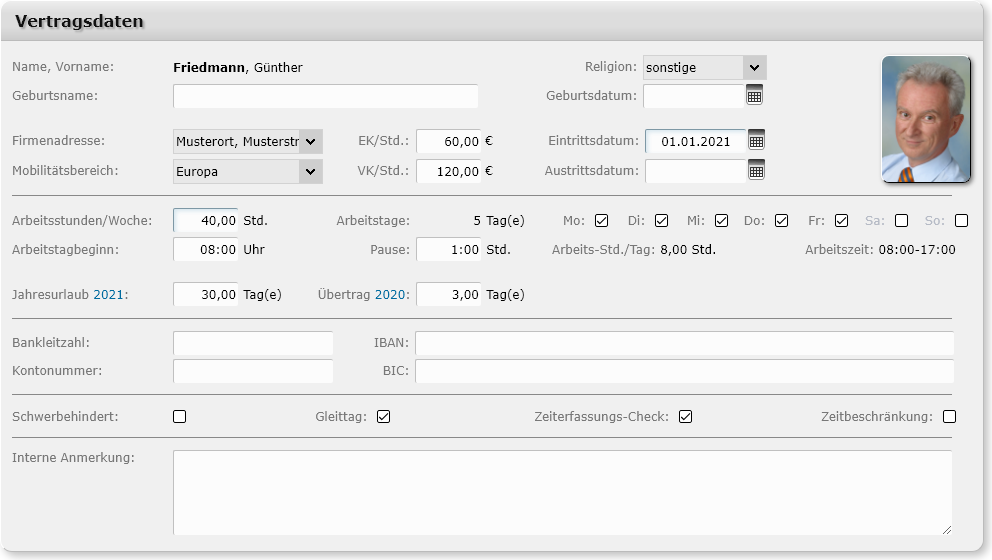 Vertragsdaten
Name, Vorname: Friedmann, Günther Religion: sonstige
Geburtsname: Geburtsdatum:
Firmenadresse: Musterort, Musterstr EK/Std.: 60,00 € Eintrittsdatum: 01.01.2021
Mobilitätsbereich: Europa VK/Std.: 120,00 € Austrittsdatum:
Arbeitsstunden/Woche: 40,00 Std. Arbeitstage: 5 Tag(e) Mo: Di: Mi: Do: Fr: Sa: So:
Arbeitstagbeginn: 08:00 Uhr Pause: 1:00 Std. Arbeits-Std./Tag: 8,00 Std. Arbeitszeit: 08:00-17:00
Jahresurlaub 2021: 30,00 Tag(e) Übertrag 2020: 3,00 Tag(e)
Bankleitzahl: IBAN:
Kontonummer: BIC:
Schwerbehindert: Gleittag: Zeiterfassungs-Check: Zeitbeschränkung:
Interne Anmerkung: